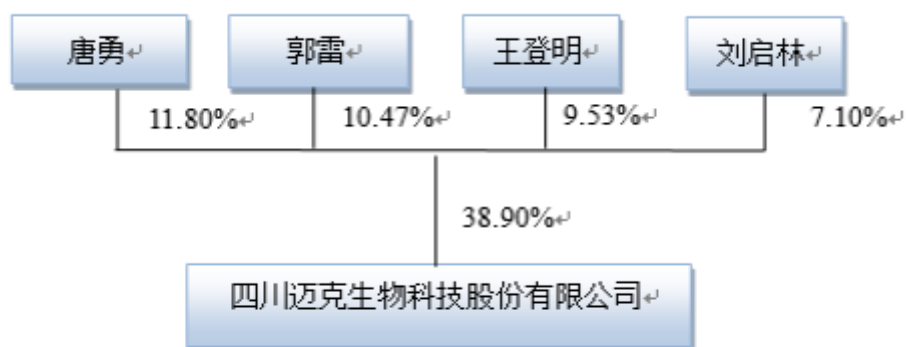 唐勇
郭雷
王登明
刘启林
11.80%
10.47%
9.53%
7.10%
38.90%
四川迈克生物科技股份有限公司